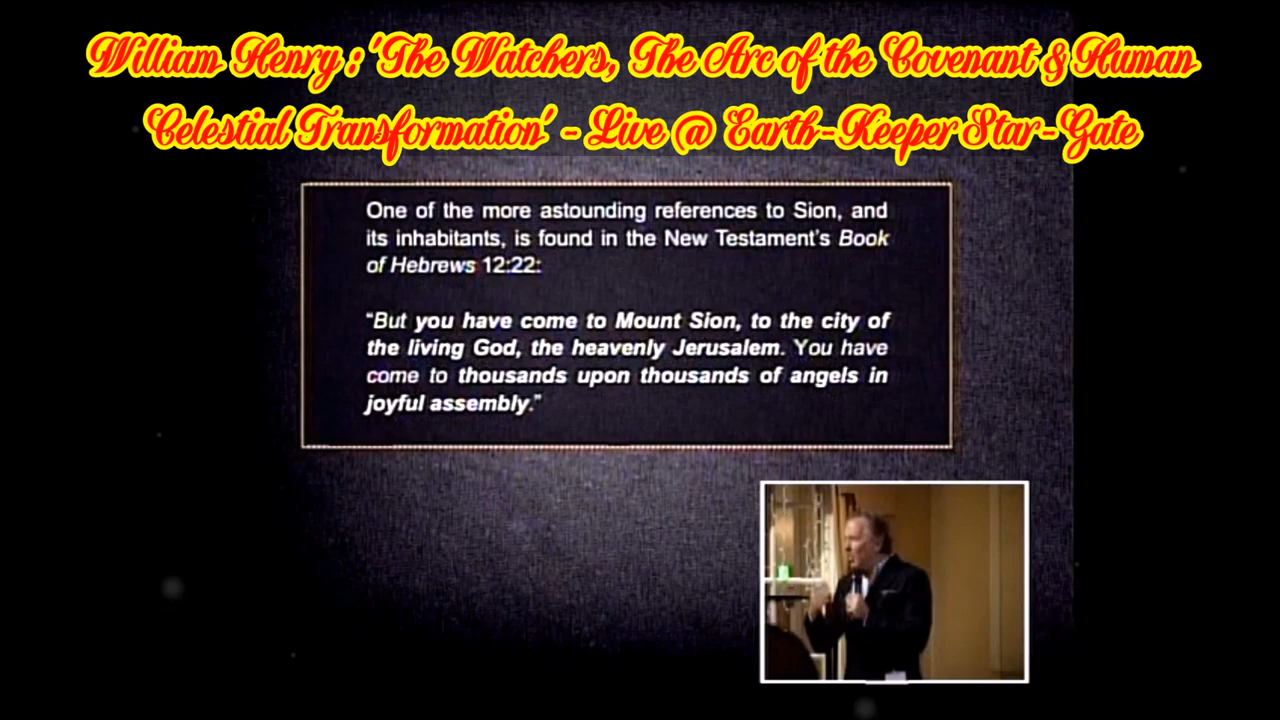 William Henry : 'The Watchers, The Arc of the Covenant & Human
Celestial Transformation' - Live @ Earth-Keeper Star-Gate
One of the more astounding references to Sion, and
its inhabitants, is found in the New Testament's Book
of Hebrews 12:22:
"But you have come to Mount Sion, to the city of
the living God, the heavenly Jerusalem. You have
come to thousands upon thousands of angels in
joyful assembly."